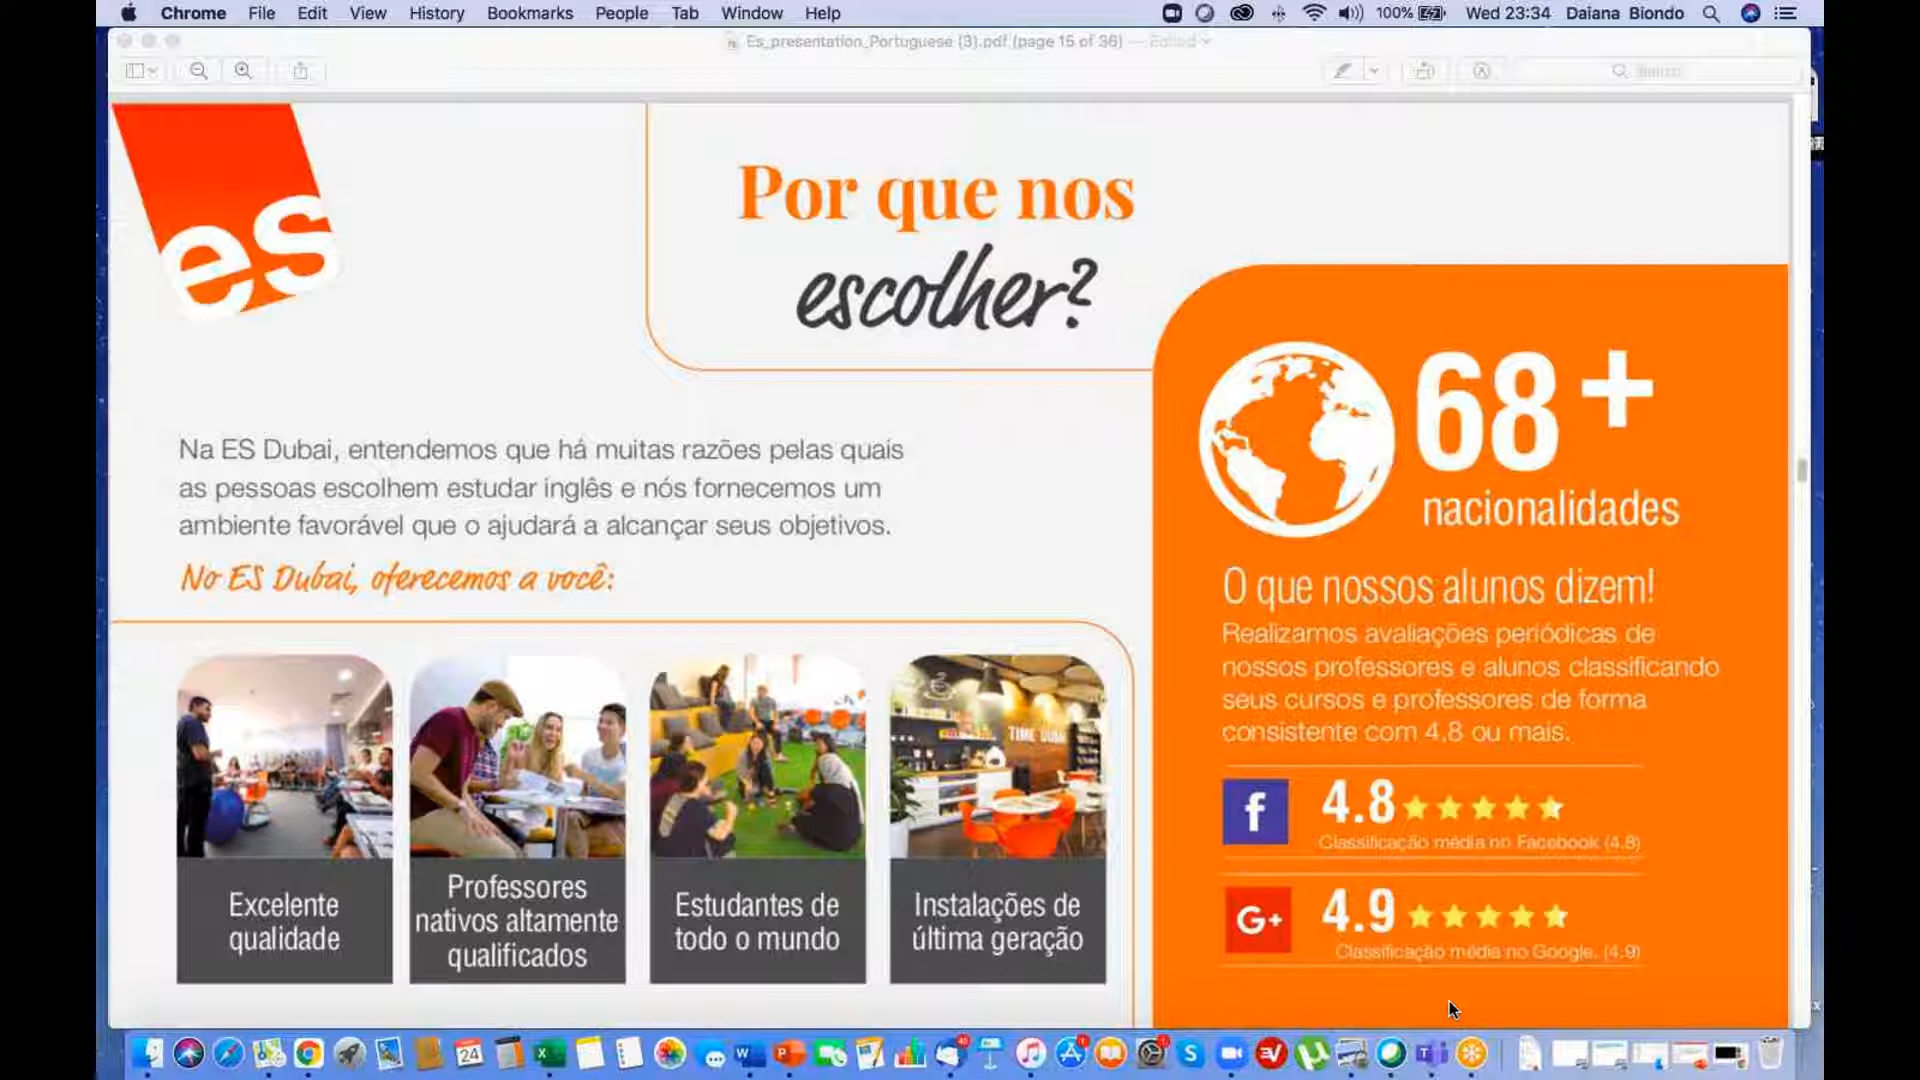 Chrome File Edit View History Bookmarks People Tab Window Help
100% Wed 23:34 Daiana Biondo
Es_presentation_Portuguese (3).pdf (page 15 of 36) — Edited
Search
es
Por que nos
escolher?
Na ES Dubai, entendemos que há muitas razões pelas quais
as pessoas escolhem estudar inglês e nós fornecemos um
ambiente favorável que o ajudará a alcançar seus objetivos.
No ES Dubai, oferecemos a você:
TIME DUBAI
Excelente
qualidade
Professores
nativos altamente
qualificados
Estudantes de
todo o mundo
Instalações de
última geração
68+
nacionalidades
O que nossos alunos dizem!
Realizamos avaliações periódicas de
nossos professores e alunos classificando
seus cursos e professores de forma
consistente com 4.8 ou mais.
f 4.8
Classificação média no Facebook (4.8)
G+ 4.9
Classificação média no Google. (4.9)
24